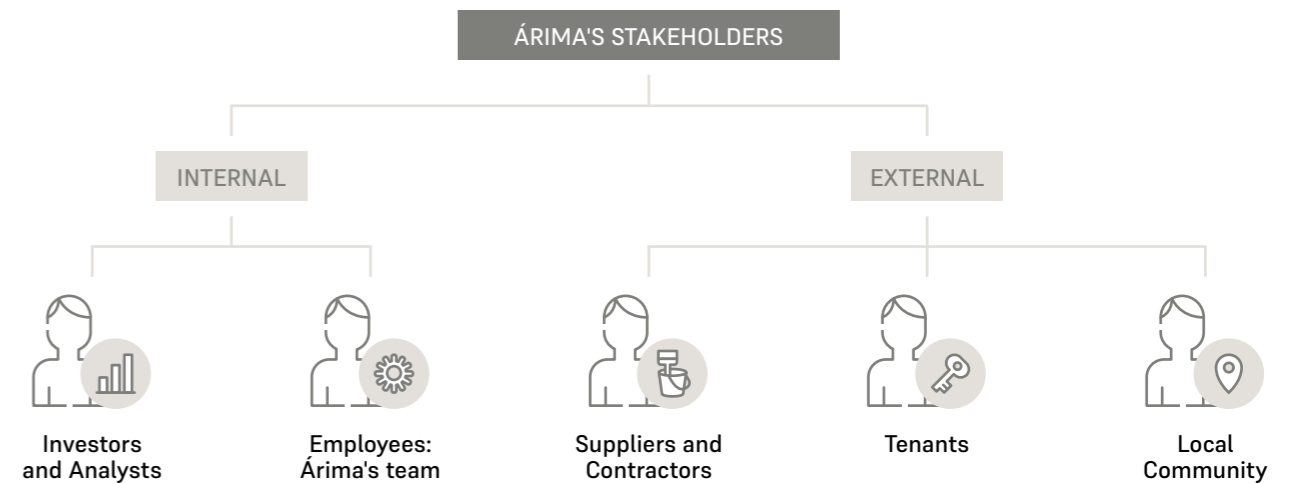 ÁRIMA'S STAKEHOLDERS
INTERNAL
EXTERNAL
Investors
and Analysts
Employees:
Árima's team
Suppliers and
Contractors
Tenants
Local
Community